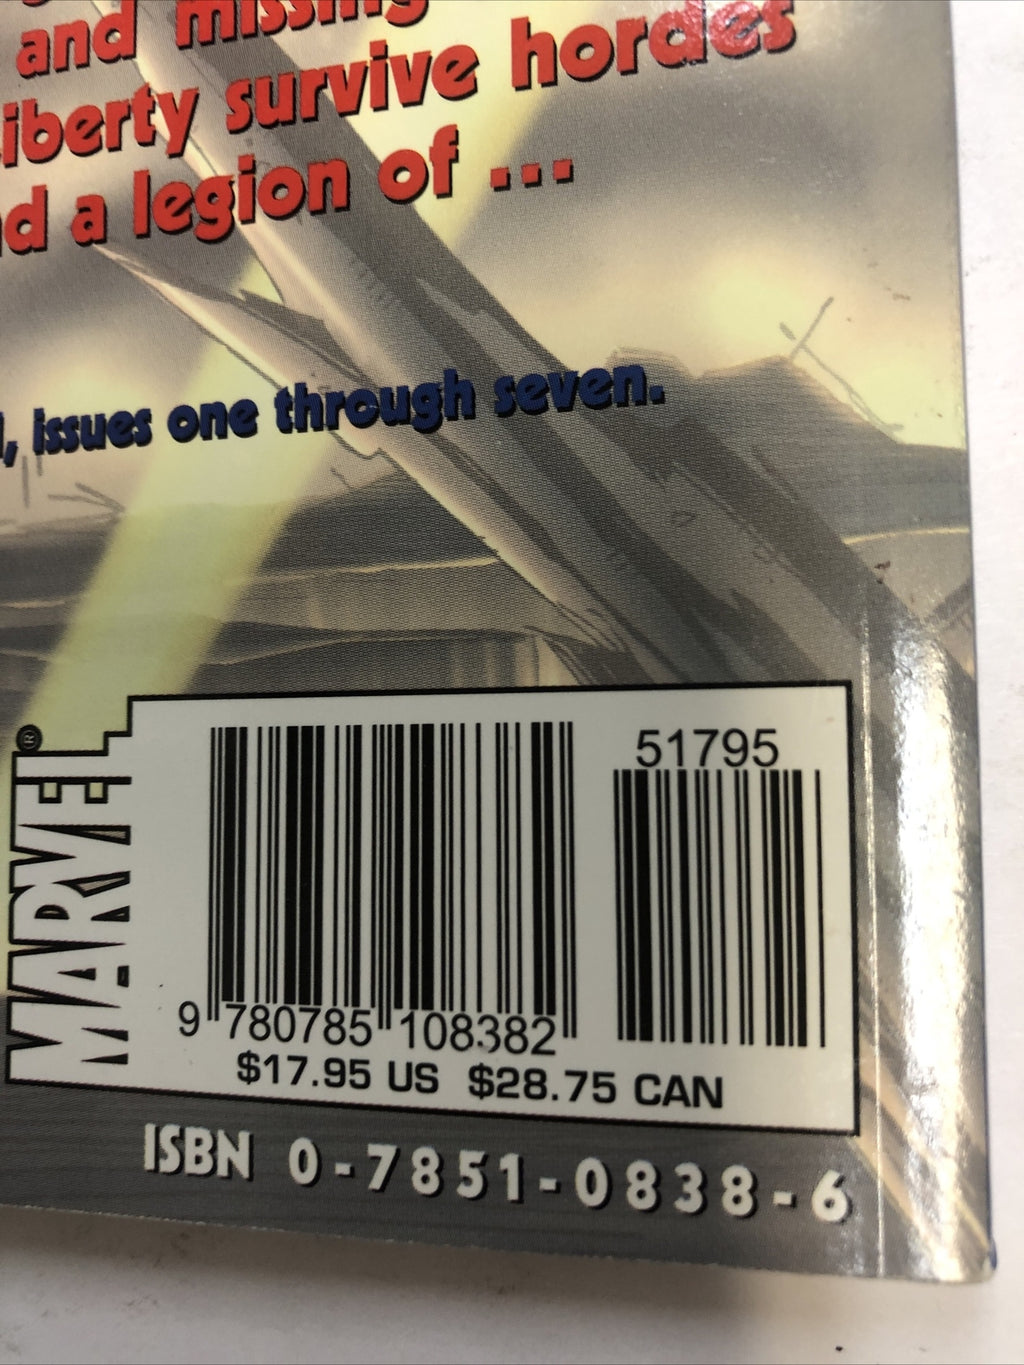 and missing
liberty survive hordes
nd a legion of ...
, issues one through seven.
MARVEL®
51795
9 780785 108382
$17.95 US $28.75 CAN
ISBN 0-7851-0838-6